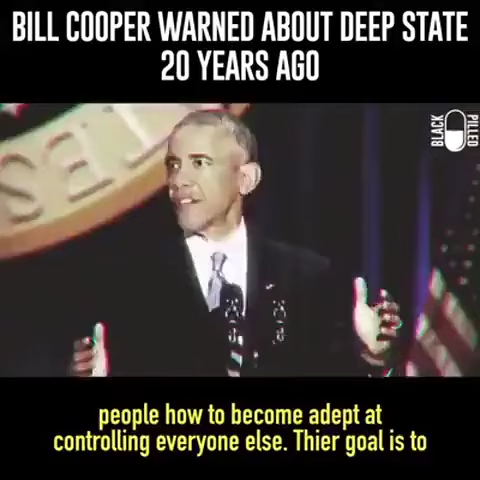 BILL COOPER WARNED ABOUT DEEP STATE
20 YEARS AGO
BLACK
PILLED
people how to become adept at
controlling everyone else. Thier goal is to